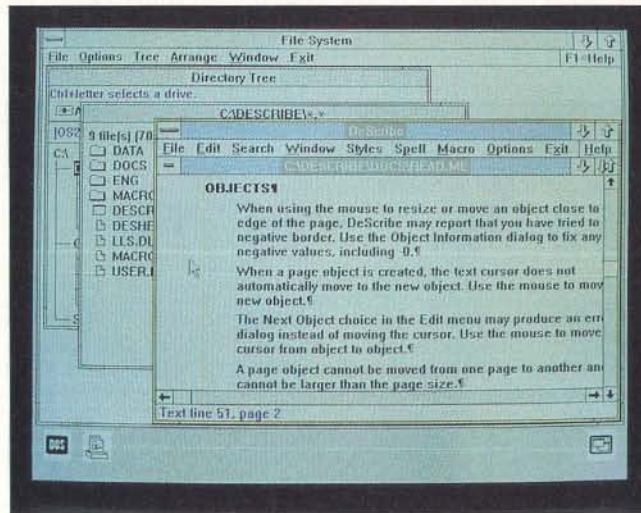 File System
File Options Tree Arrange Window Exit F1=Help
Directory Tree
Ctrl+letter selects a drive.
C:\DESCRIBE\*.*
9 file(s)
DATA
DOCS
ENG
MACRO
DESCR
DESHE
LLS.DL
MACRO
USER.
C:\
DeScribe
File Edit Search Window Styles Spell Macro Options Exit Help
C:\DESCRIBE\DOCS\READ.ME
OBJECTS¶
When using the mouse to resize or move an object close to
edge of the page, DeScribe may report that you have tried to
negative border. Use the Object Information dialog to fix any
negative values, including -0.¶
When a page object is created, the text cursor does not
automatically move to the new object. Use the mouse to mov
new object.¶
The Next Object choice in the Edit menu may produce an err
dialog instead of moving the cursor. Use the mouse to move
cursor from object to object.¶
A page object cannot be moved from one page to another an
cannot be larger than the page size.¶
Text line 51, page 2
DOS